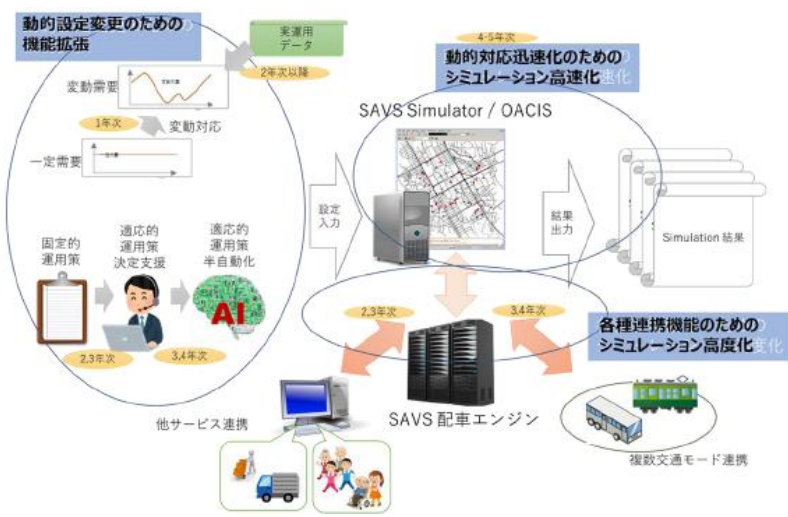 動的設定変更のための
機能拡張
実運用
データ
2年次以降
変動需要
1年次
変動対応
一定需要
固定的
運用策
適応的
運用策
決定支援
適応的
運用策
半自動化
AI
2,3年次
3,4年次
設定
入力
4-5年次
動的対応迅速化のための
シミュレーション高速化
SAVS Simulator / OACIS
結果
出力
Simulation 結果
2,3年次
3,4年次
各種連携機能のための
シミュレーション高度化
SAVS 配車エンジン
他サービス連携
複数交通モード連携